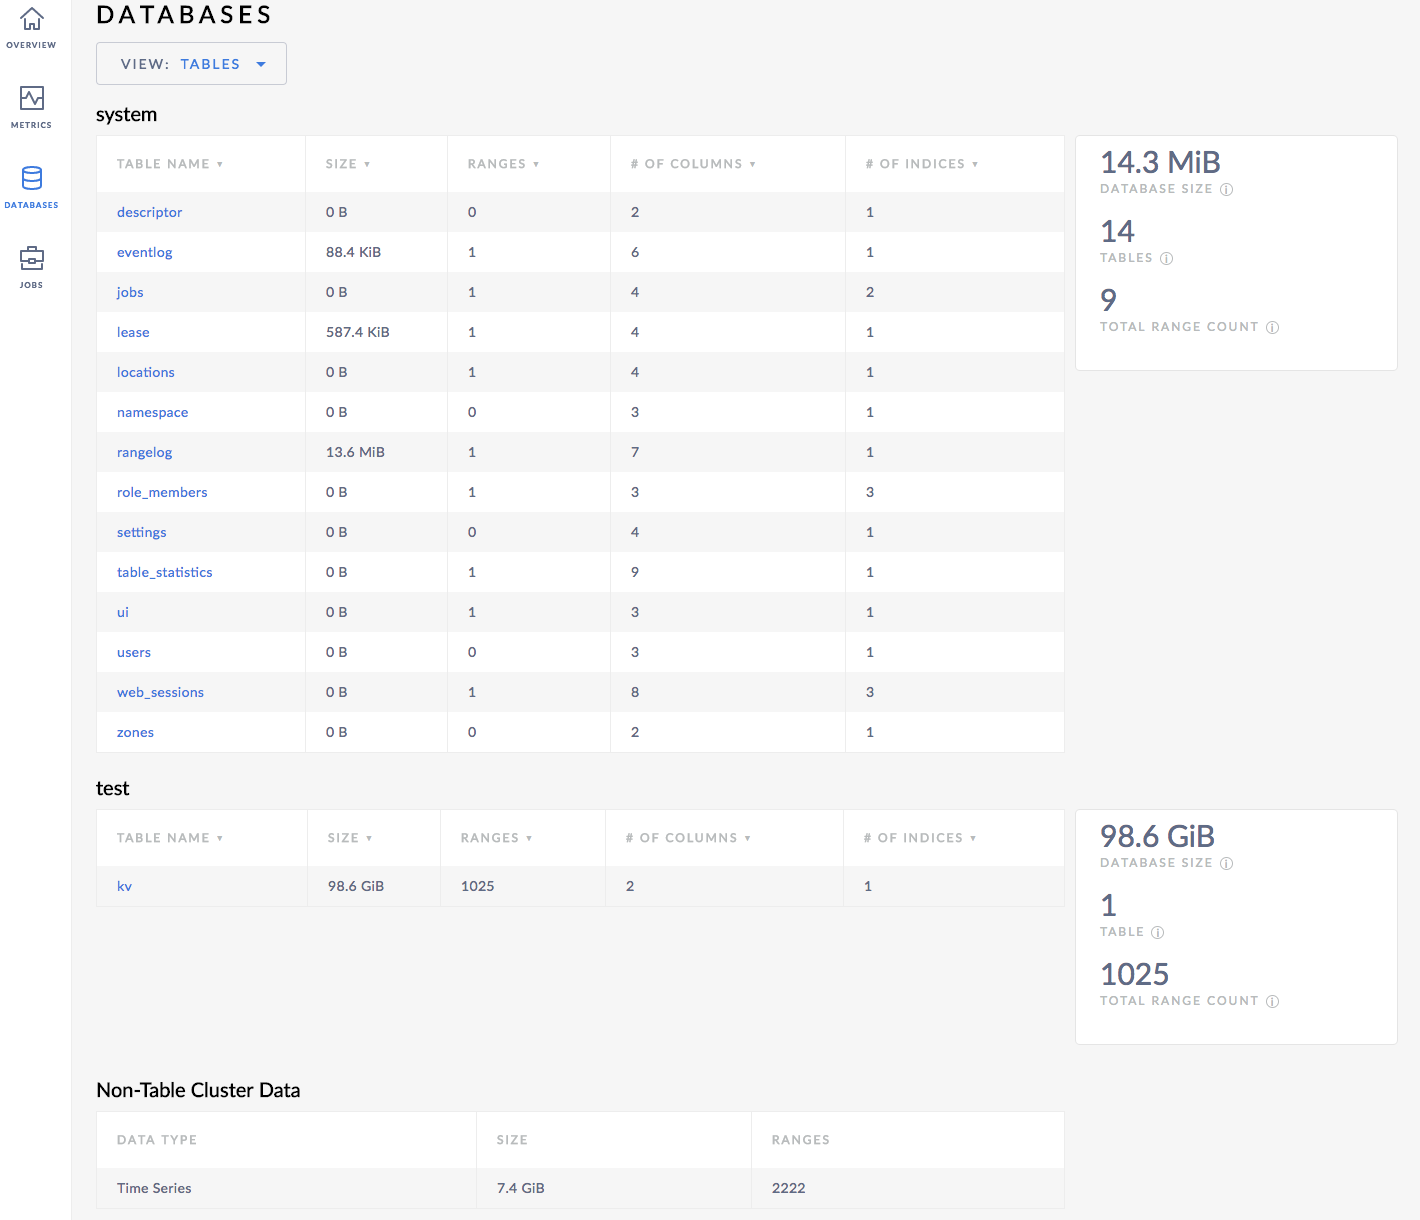 DATABASES
OVERVIEW
METRICS
DATABASES
JOBS
VIEW: TABLES
system
TABLE NAME SIZE RANGES # OF COLUMNS # OF INDICES
descriptor 0 B 0 2 1
eventlog 88.4 KiB 1 6 1
jobs 0 B 1 4 2
lease 587.4 KiB 1 4 1
locations 0 B 1 4 1
namespace 0 B 0 3 1
rangelog 13.6 MiB 1 7 1
role_members 0 B 1 3 3
settings 0 B 0 4 1
table_statistics 0 B 1 9 1
ui 0 B 1 3 1
users 0 B 0 3 1
web_sessions 0 B 1 8 3
zones 0 B 0 2 1
14.3 MiB
DATABASE SIZE
14
TABLES
9
TOTAL RANGE COUNT
test
TABLE NAME SIZE RANGES # OF COLUMNS # OF INDICES
kv 98.6 GiB 1025 2 1
98.6 GiB
DATABASE SIZE
1
TABLE
1025
TOTAL RANGE COUNT
Non-Table Cluster Data
DATA TYPE SIZE RANGES
Time Series 7.4 GiB 2222